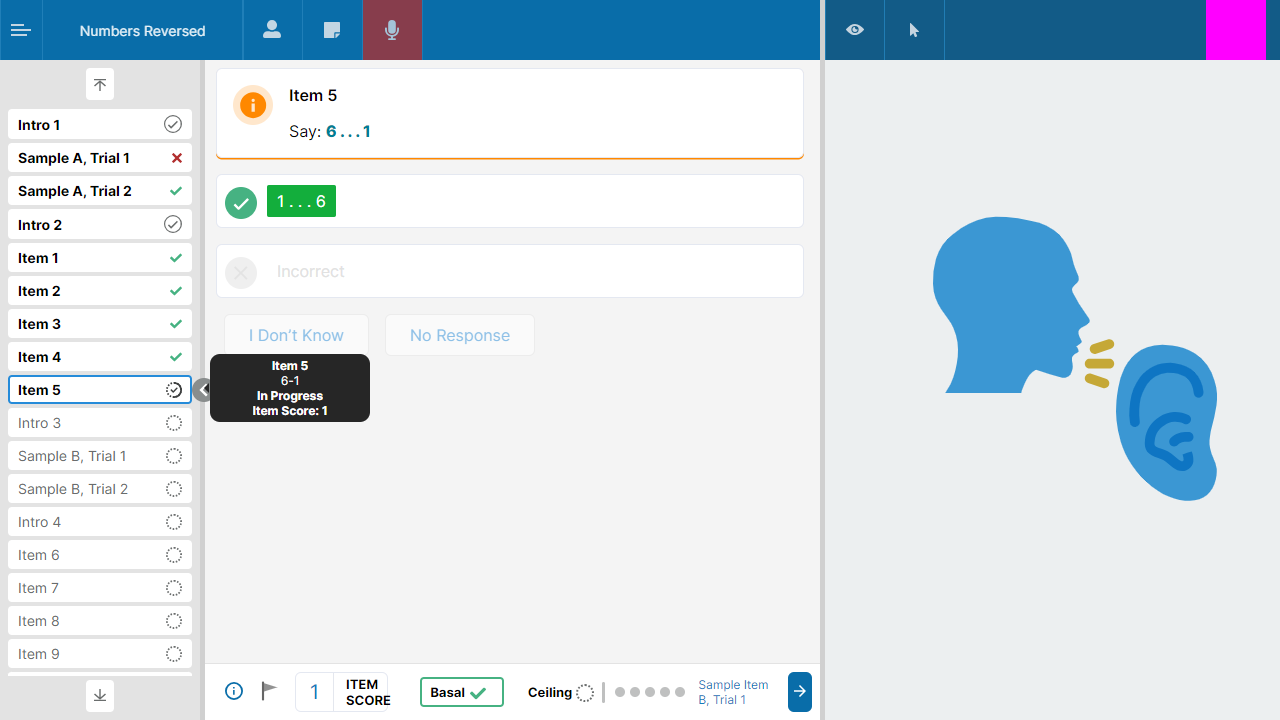 Numbers Reversed
Intro 1
Sample A, Trial 1
Sample A, Trial 2
Intro 2
Item 1
Item 2
Item 3
Item 4
Item 5
Intro 3
Sample B, Trial 1
Sample B, Trial 2
Intro 4
Item 6
Item 7
Item 8
Item 9
Item 5
Say: 6 . . . 1
1 . . . 6
Incorrect
I Don't Know
No Response
Item 5
6-1
In Progress
Item Score: 1
1
ITEM
SCORE
Basal
Ceiling
Sample Item
B, Trial 1